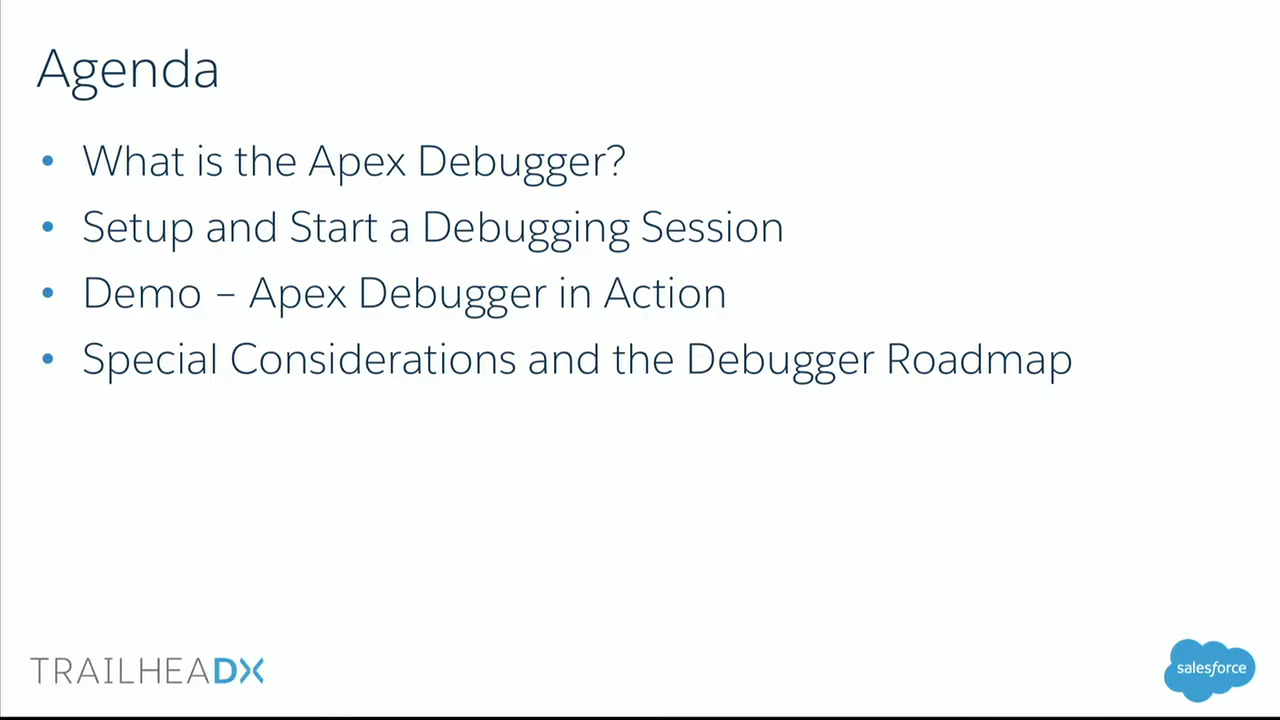 Agenda
• What is the Apex Debugger?
• Setup and Start a Debugging Session
• Demo – Apex Debugger in Action
• Special Considerations and the Debugger Roadmap
TRAILHEADX
salesforce